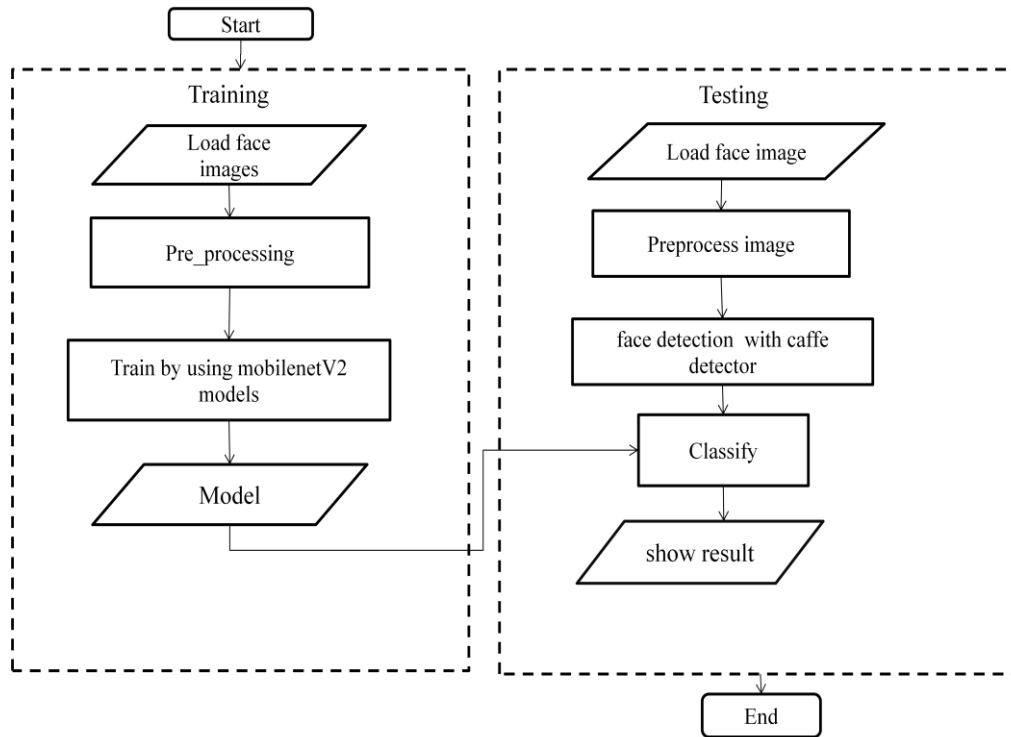 Start
Training
Load face
images
Pre_processing
Train by using mobilenetV2
models
Model
Testing
Load face image
Preprocess image
face detection with caffe
detector
Classify
show result
End